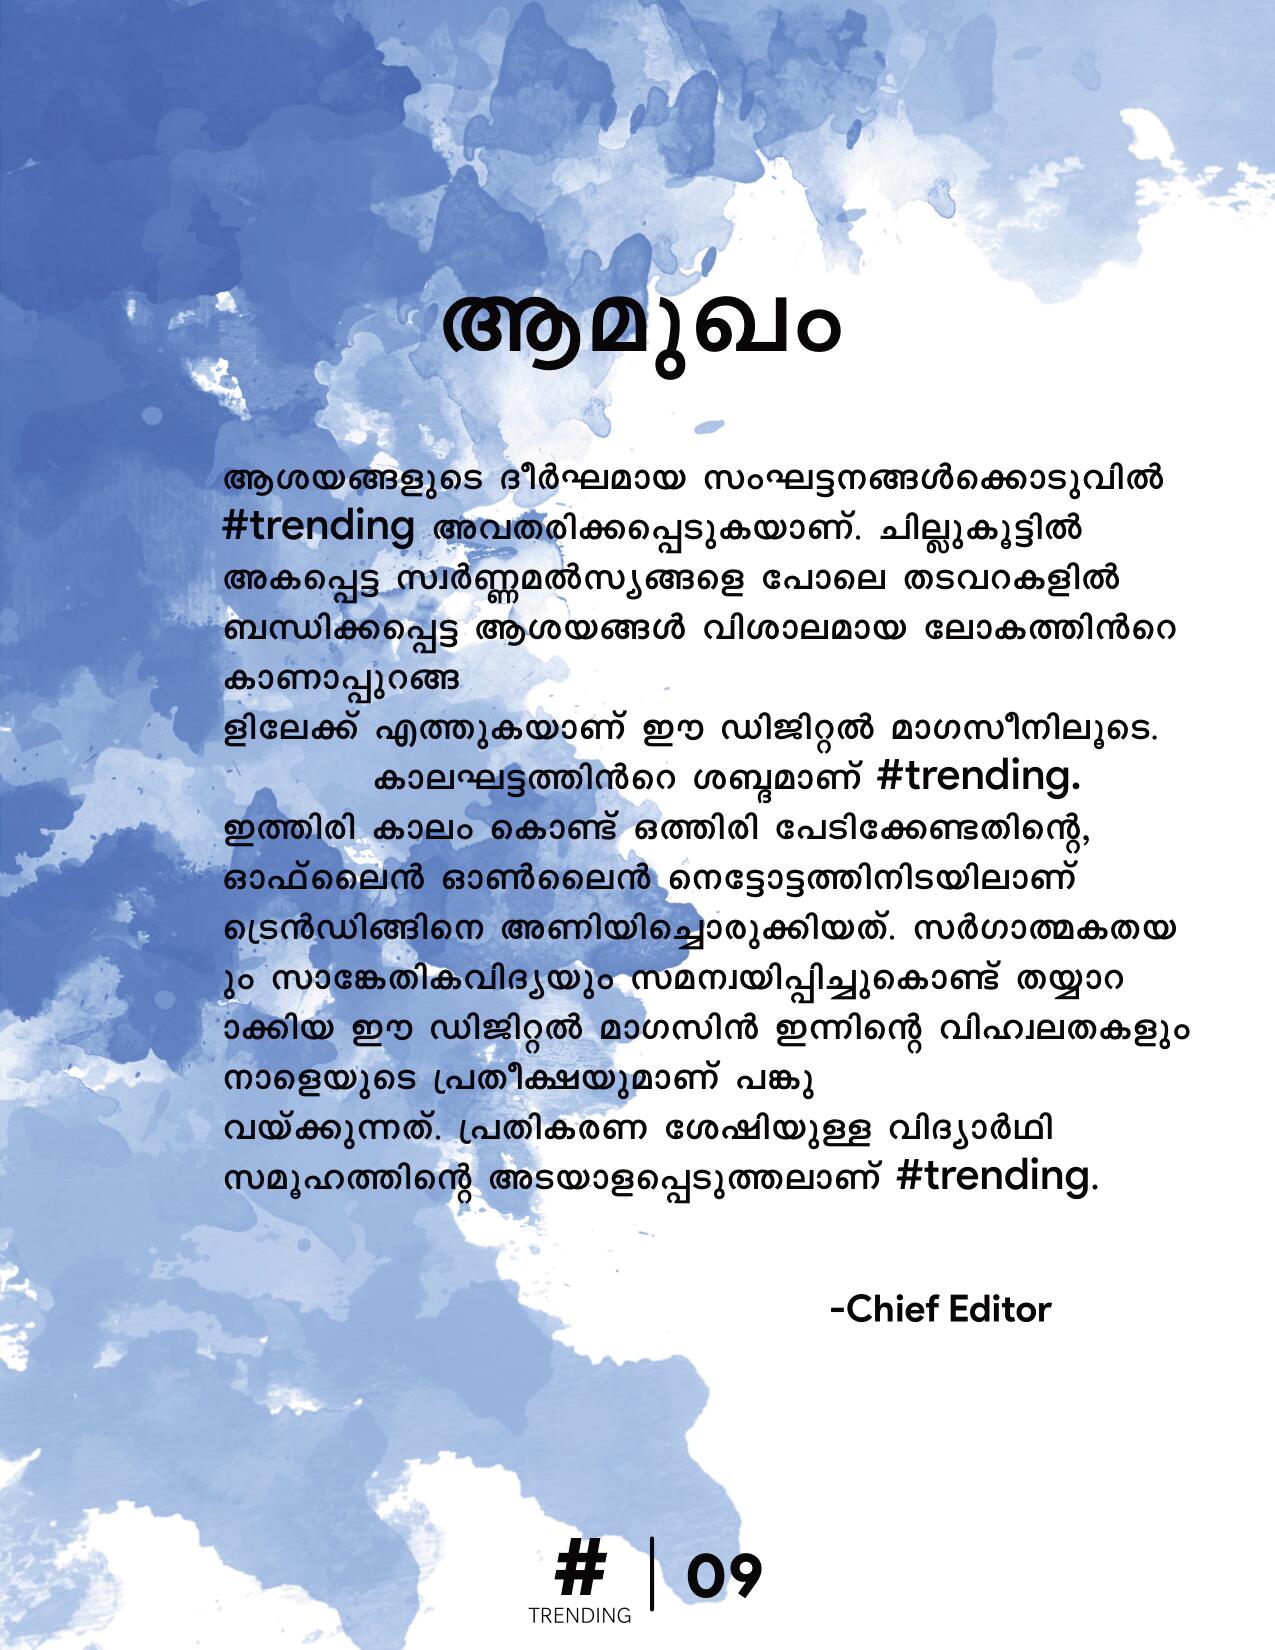 ആമുഖം
ആശയങ്ങളുടെ ദീർഘമായ സംഘട്ടനങ്ങൾക്കൊടുവിൽ
#trending അവതരിക്കപ്പെടുകയാണ്. ചില്ലുകൂട്ടിൽ
അകപ്പെട്ട സ്വർണ്ണമൽസ്യങ്ങളെ പോലെ തടവറകളിൽ
ബന്ധിക്കപ്പെട്ട ആശയങ്ങൾ വിശാലമായ ലോകത്തിൻറെ
കാണാപ്പുറങ്ങ
ളിലേക്ക് എത്തുകയാണ് ഈ ഡിജിറ്റൽ മാഗസീനിലൂടെ.
കാലഘട്ടത്തിൻറെ ശബ്ദമാണ് #trending.
ഇത്തിരി കാലം കൊണ്ട് ഒത്തിരി പേടിക്കേണ്ടതിന്റെ,
ഓഫ്‌ലൈൻ ഓൺലൈൻ നെട്ടോട്ടത്തിനിടയിലാണ്
ട്രെൻഡിങ്ങിനെ അണിയിച്ചൊരുക്കിയത്. സർഗാത്മകതയ
ും സാങ്കേതികവിദ്യയും സമന്വയിപ്പിച്ചുകൊണ്ട് തയ്യാറ
ാക്കിയ ഈ ഡിജിറ്റൽ മാഗസിൻ ഇന്നിന്റെ വിഹ്വലതകളും
നാളെയുടെ പ്രതീക്ഷയുമാണ് പങ്കു
വയ്ക്കുന്നത്. പ്രതികരണ ശേഷിയുള്ള വിദ്യാർഥി
സമൂഹത്തിന്റെ അടയാളപ്പെടുത്തലാണ് #trending.
-Chief Editor
# | 09
TRENDING